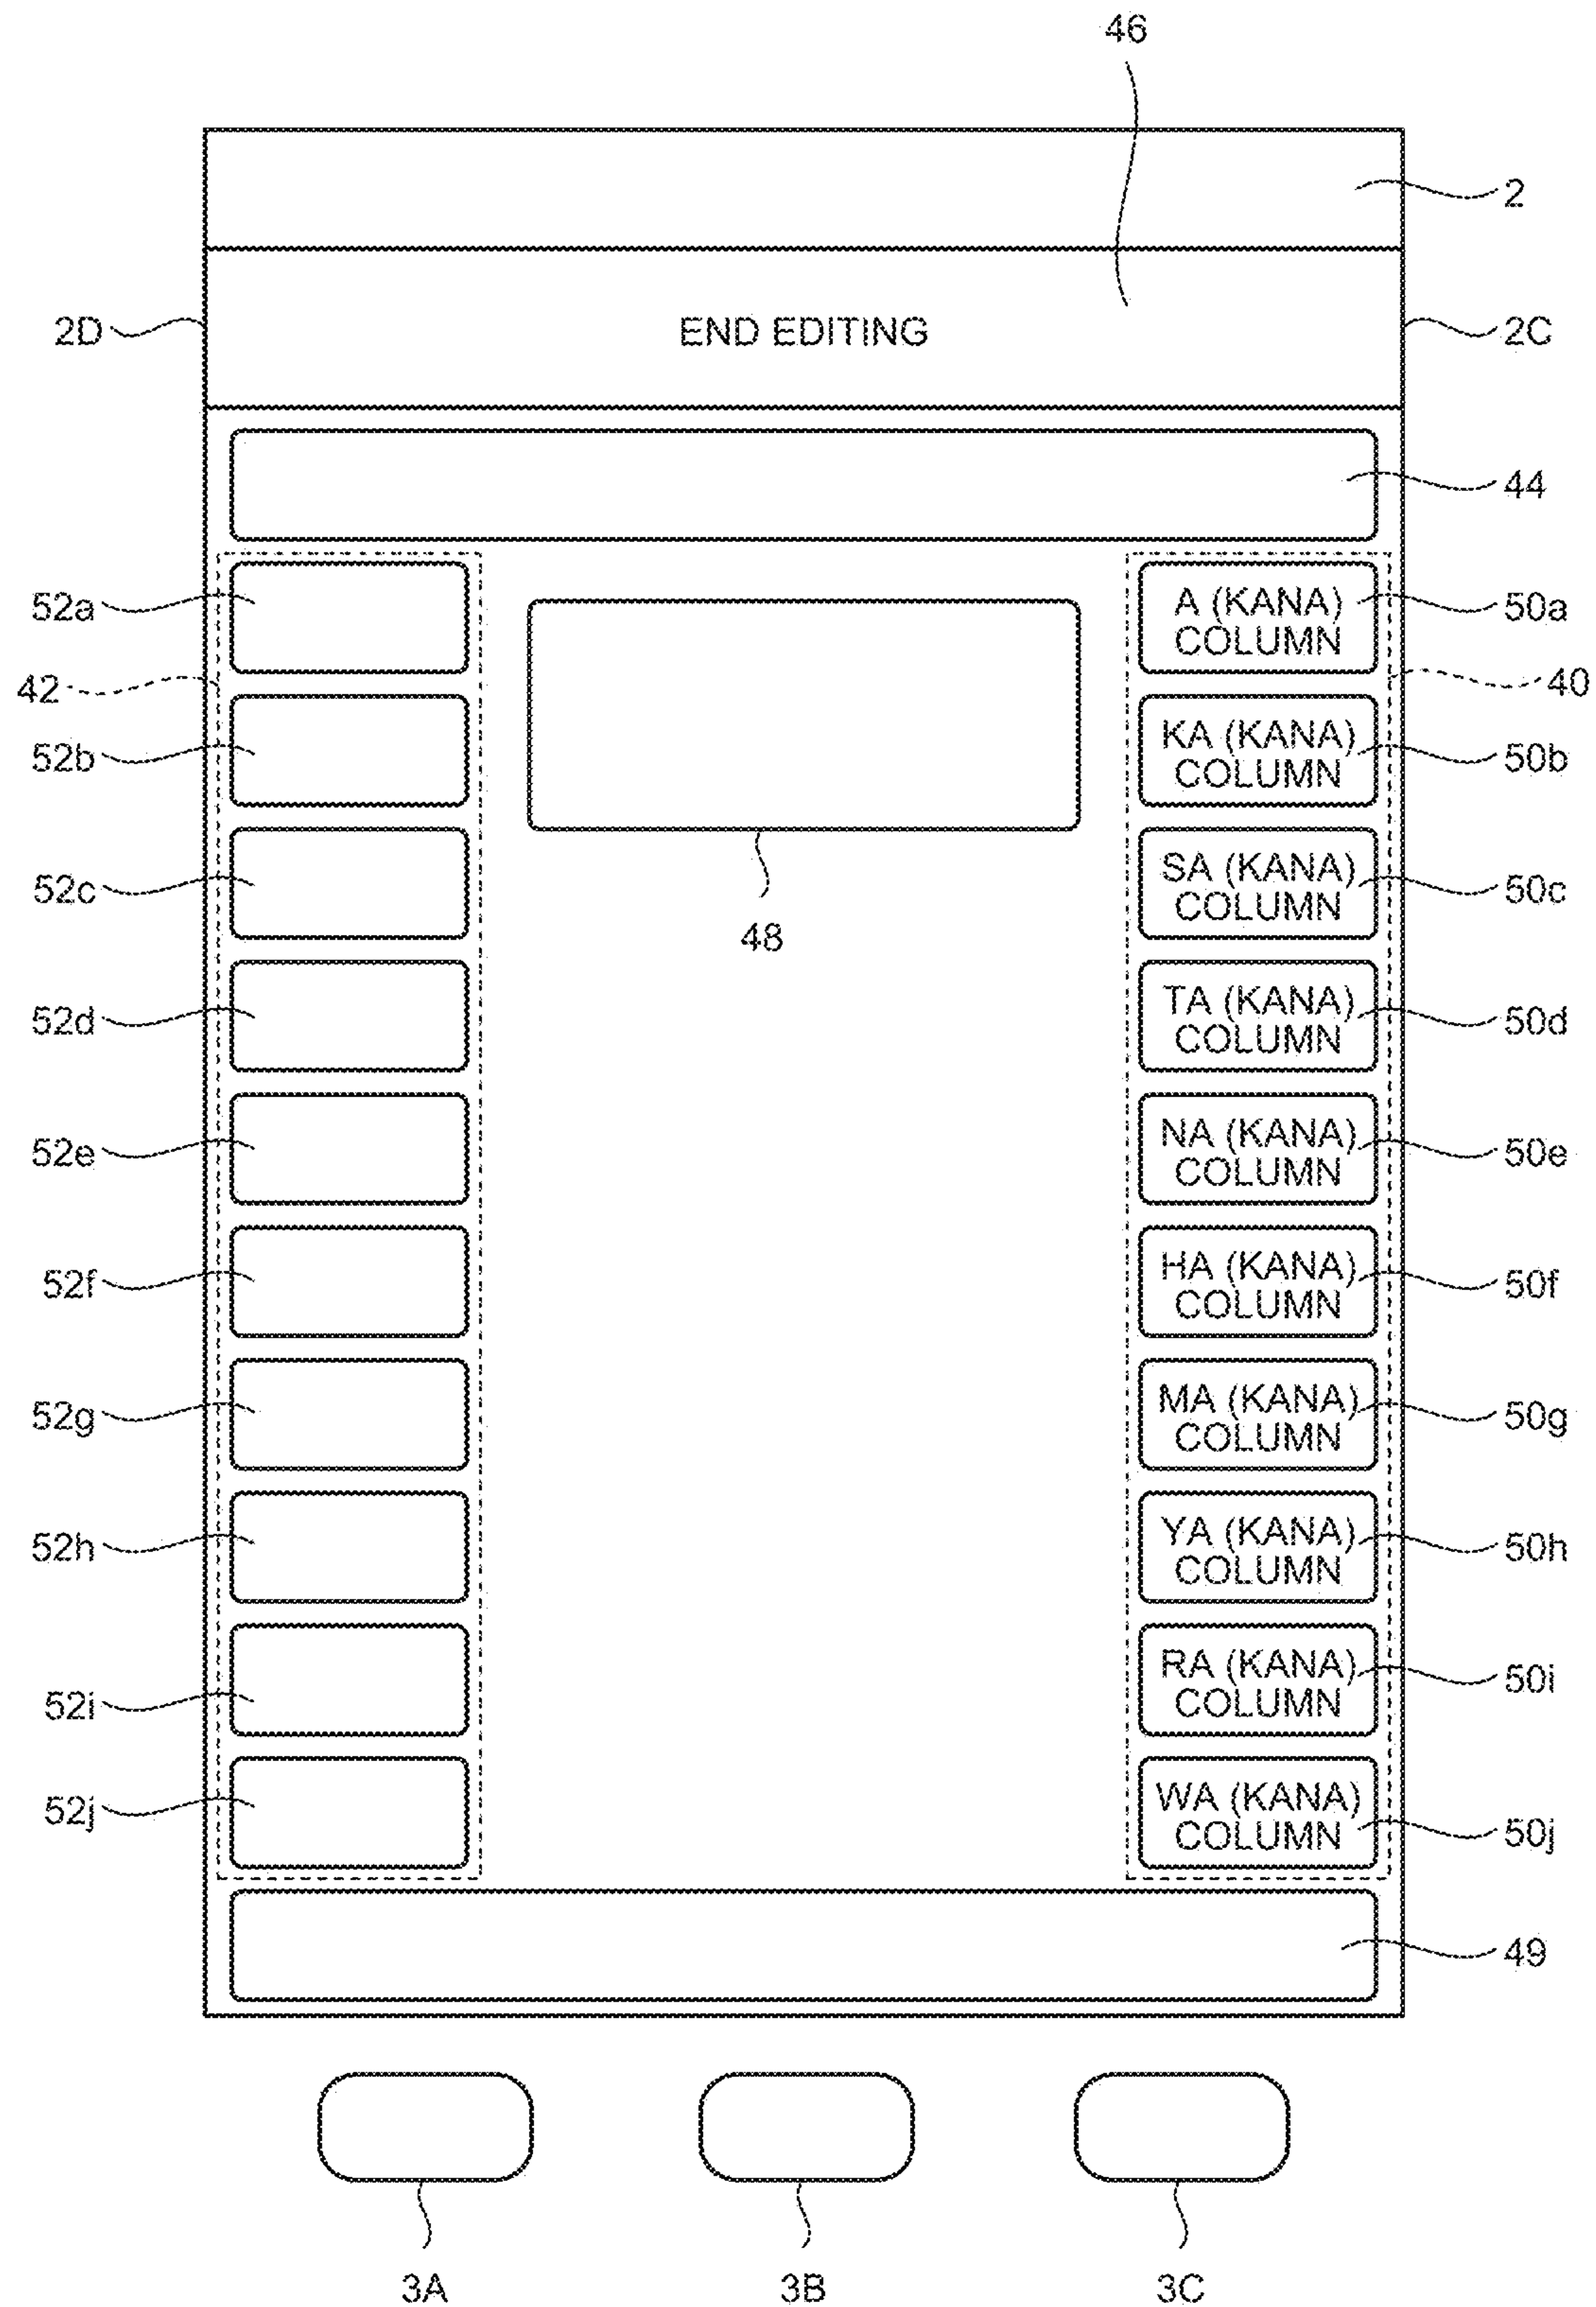 46
2
2D
END EDITING
2C
44
52a
A (KANA)
COLUMN
50a
42
40
52b
KA (KANA)
COLUMN
50b
52c
SA (KANA)
COLUMN
50c
48
52d
TA (KANA)
COLUMN
50d
52e
NA (KANA)
COLUMN
50e
52f
HA (KANA)
COLUMN
50f
52g
MA (KANA)
COLUMN
50g
52h
YA (KANA)
COLUMN
50h
52i
RA (KANA)
COLUMN
50i
52j
WA (KANA)
COLUMN
50j
49
3A
3B
3C